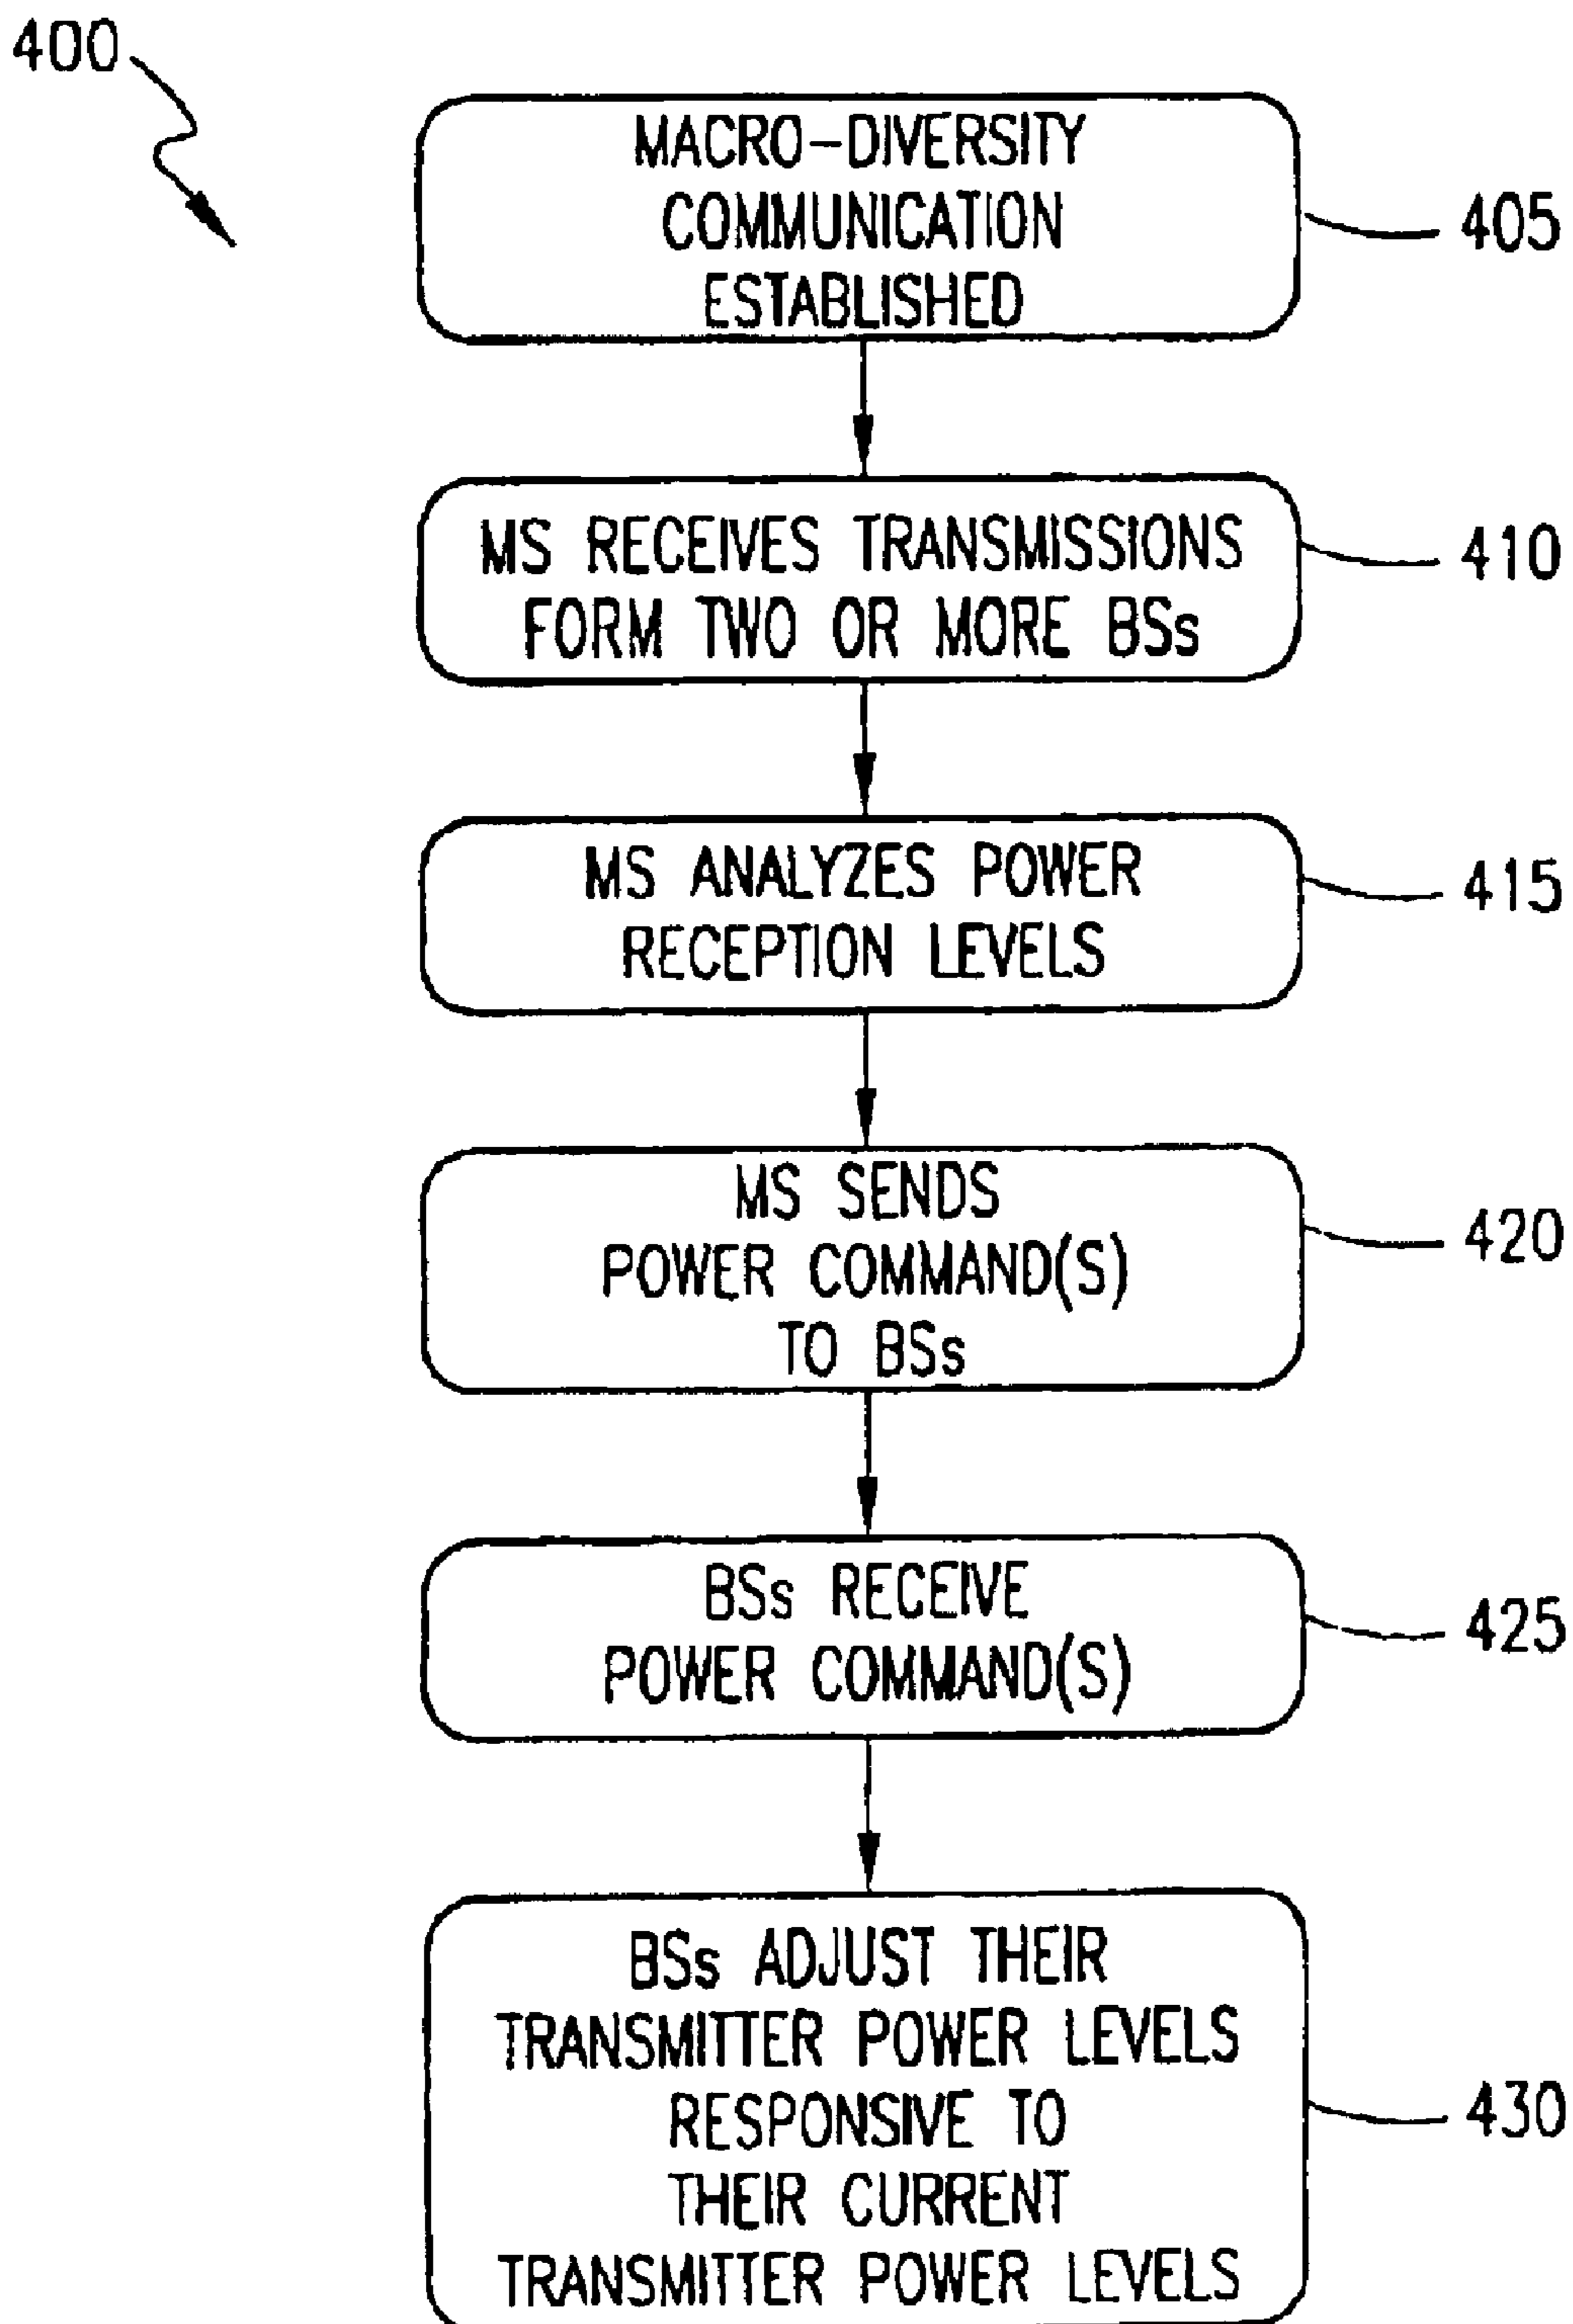 400
MACRO-DIVERSITY
COMMUNICATION
ESTABLISHED
405
MS RECEIVES TRANSMISSIONS
FORM TWO OR MORE BSs
410
MS ANALYZES POWER
RECEPTION LEVELS
415
MS SENDS
POWER COMMAND(S)
TO BSs
420
BSs RECEIVE
POWER COMMAND(S)
425
BSs ADJUST THEIR
TRANSMITTER POWER LEVELS
RESPONSIVE TO
THEIR CURRENT
TRANSMITTER POWER LEVELS
430